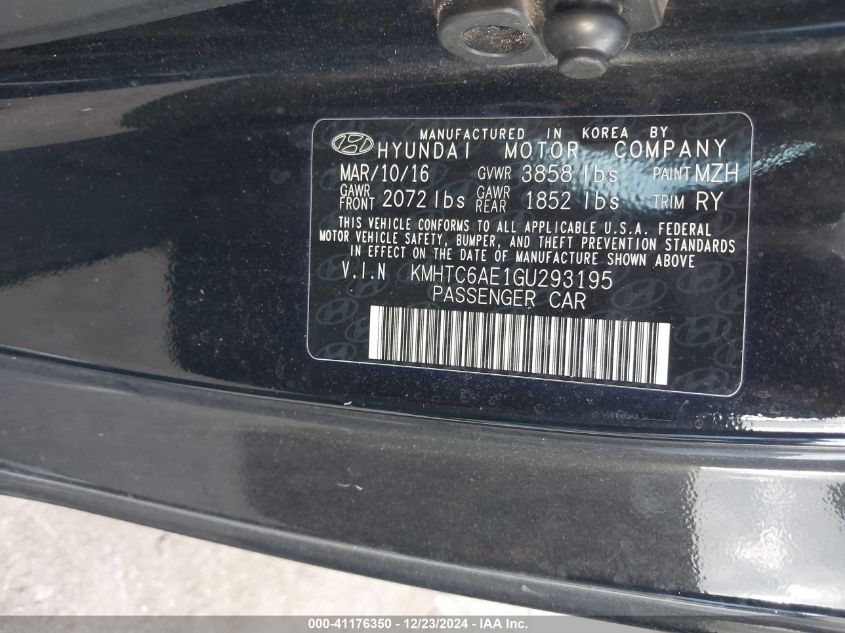 MANUFACTURED IN KOREA BY
HYUNDAI MOTOR COMPANY
MAR/10/16 GVWR 3858 lbs PAINT MZH
GAWR FRONT 2072 lbs GAWR REAR 1852 lbs TRIM RY
THIS VEHICLE CONFORMS TO ALL APPLICABLE U.S.A. FEDERAL
MOTOR VEHICLE SAFETY, BUMPER, AND THEFT PREVENTION STANDARDS
IN EFFECT ON THE DATE OF MANUFACTURE SHOWN ABOVE.
V.I.N KMHTC6AE1GU293195
PASSENGER CAR
000-41176350 - 12/23/2024 - IAA Inc.